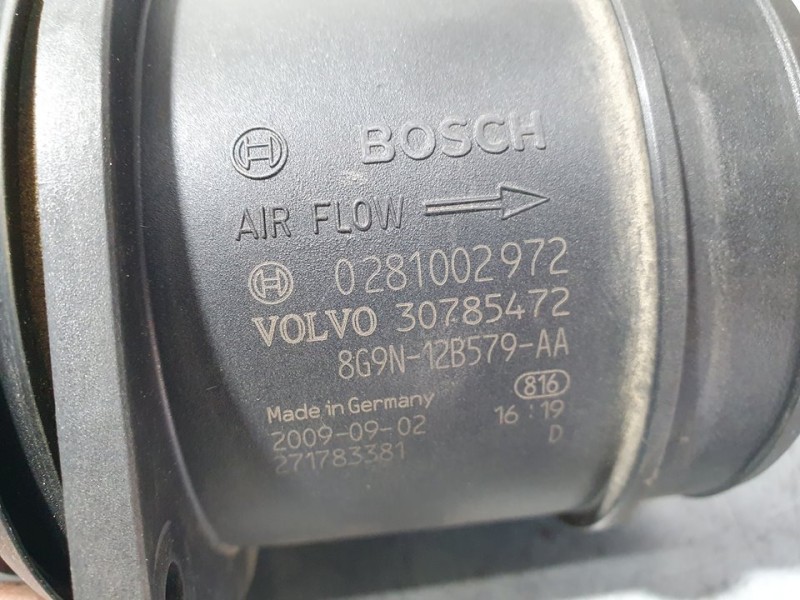 BOSCH
AIR FLOW
0281002972
VOLVO 30785472
8G9N-12B579-AA
816
Made in Germany 16:19
2009-09-02 D
271783381